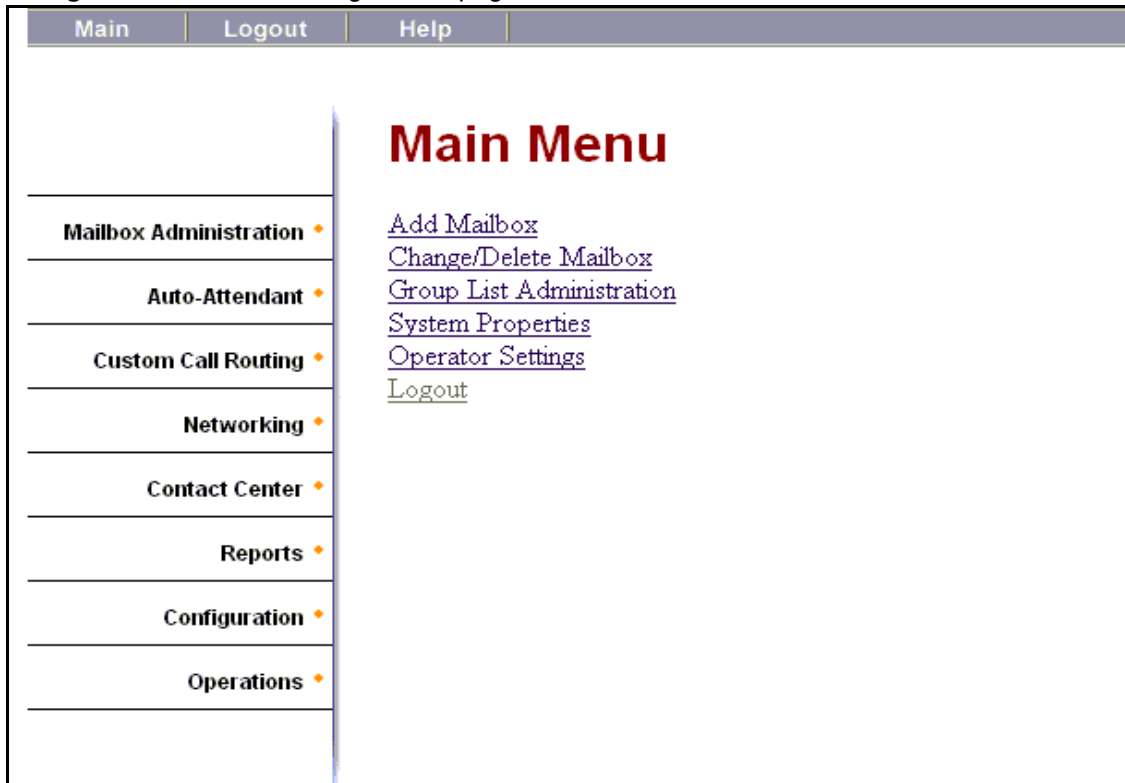 Main Logout Help
Main Menu
Mailbox Administration
Auto-Attendant
Custom Call Routing
Networking
Contact Center
Reports
Configuration
Operations
Add Mailbox
Change/Delete Mailbox
Group List Administration
System Properties
Operator Settings
Logout